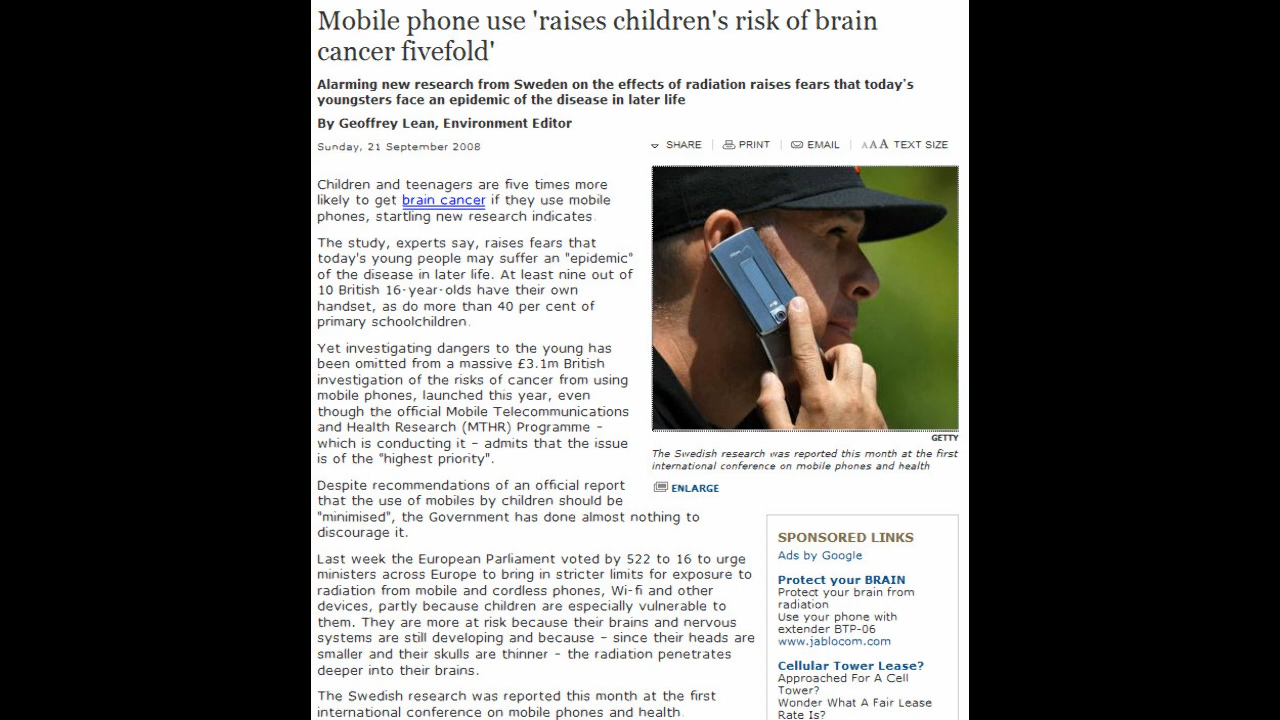 Mobile phone use 'raises children's risk of brain
cancer fivefold'
Alarming new research from Sweden on the effects of radiation raises fears that today's
youngsters face an epidemic of the disease in later life
By Geoffrey Lean, Environment Editor
Sunday, 21 September 2008
SHARE | PRINT | EMAIL | AAA TEXT SIZE
Children and teenagers are five times more
likely to get brain cancer if they use mobile
phones, startling new research indicates.
The study, experts say, raises fears that
today's young people may suffer an "epidemic"
of the disease in later life. At least nine out of
10 British 16-year-olds have their own
handset, as do more than 40 per cent of
primary schoolchildren.
Yet investigating dangers to the young has
been omitted from a massive £3.1m British
investigation of the risks of cancer from using
mobile phones, launched this year, even
though the official Mobile Telecommunications
and Health Research (MTHR) Programme –
which is conducting it – admits that the issue
is of the "highest priority".
Despite recommendations of an official report
that the use of mobiles by children should be
"minimised", the Government has done almost nothing to
discourage it.
Last week the European Parliament voted by 522 to 16 to urge
ministers across Europe to bring in stricter limits for exposure to
radiation from mobile and cordless phones, Wi-fi and other
devices, partly because children are especially vulnerable to
them. They are more at risk because their brains and nervous
systems are still developing and because – since their heads are
smaller and their skulls are thinner – the radiation penetrates
deeper into their brains.
The Swedish research was reported this month at the first
international conference on mobile phones and health.
GETTY
The Swedish research was reported this month at the first
international conference on mobile phones and health
ENLARGE
SPONSORED LINKS
Ads by Google
Protect your BRAIN
Protect your brain from
radiation
Use your phone with
extender BTP-06
www.jablocom.com
Cellular Tower Lease?
Approached For A Cell
Tower?
Wonder What A Fair Lease
Rate Is?